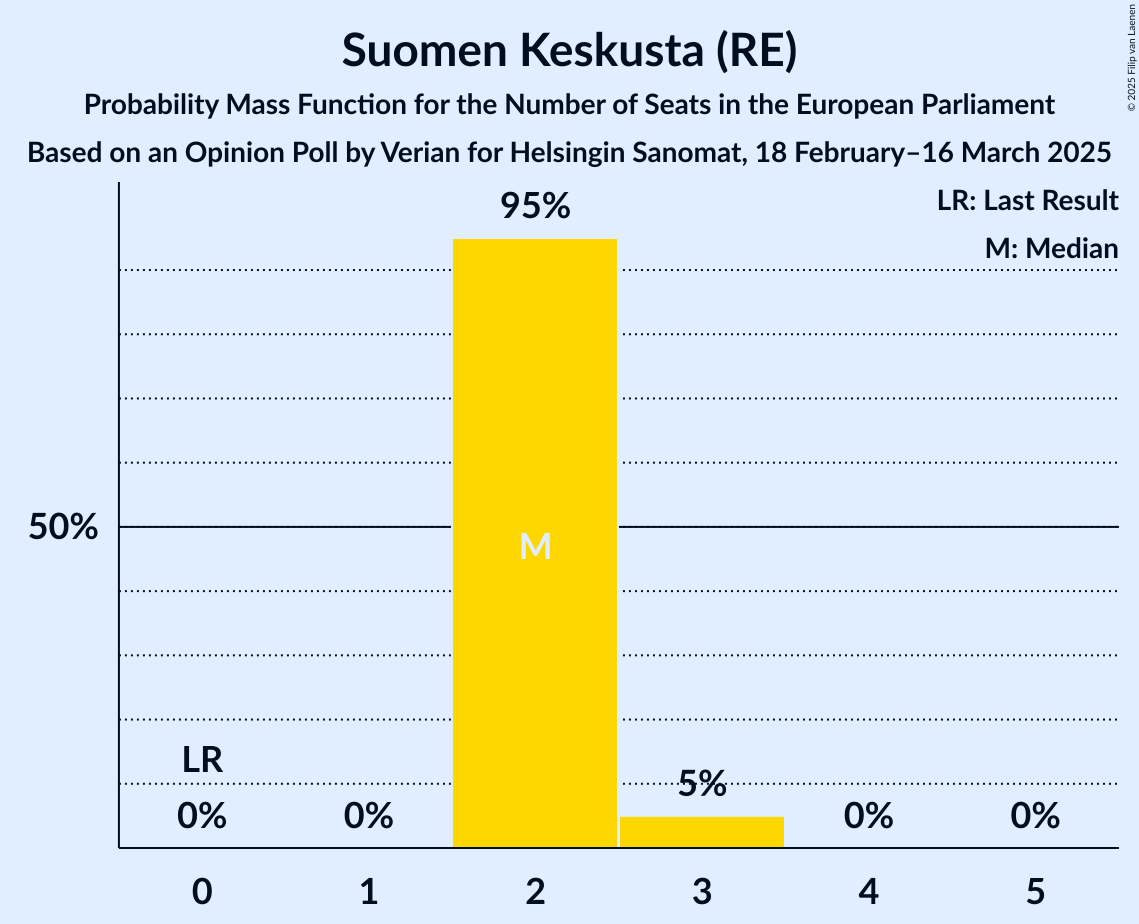 Suomen Keskusta (RE)
Probability Mass Function for the Number of Seats in the European Parliament
Based on an Opinion Poll by Verian for Helsingin Sanomat, 18 February–16 March 2025
© 2025 Filip van Laenen
LR: Last Result
M: Median
95%
50%
M
LR
5%
0% 0% 0% 0%
0 1 2 3 4 5